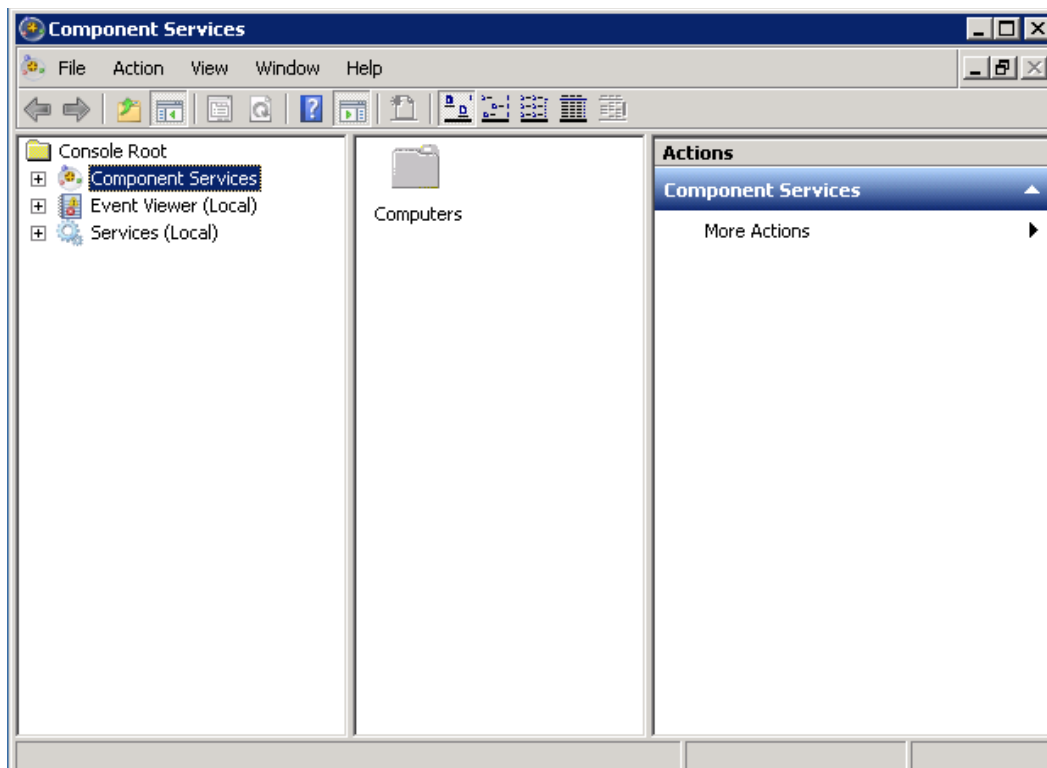 Component Services
File Action View Window Help
Console Root
Component Services
Event Viewer (Local)
Services (Local)
Computers
Actions
Component Services
More Actions